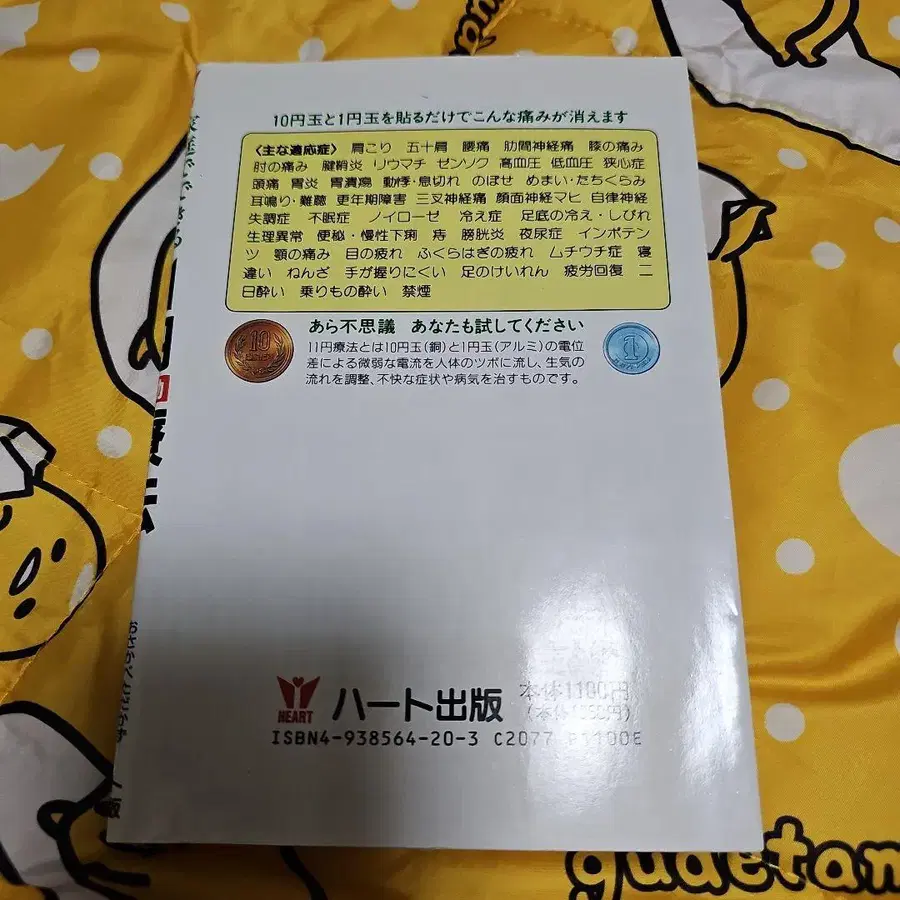 10円玉と1円玉を貼るだけでこんな痛みが消えます
〈主な適応症〉 肩こり 五十肩 腰痛 肋間神経痛 膝の痛み
肘の痛み 腱鞘炎 リウマチ ゼンソク 高血圧 低血圧 狭心症
頭痛 胃炎 胃潰瘍 動悸・息切れ のぼせ めまい・たちくらみ
耳鳴り・難聴 更年期障害 三叉神経痛 顔面神経マヒ 自律神経
失調症 不眠症 ノイローゼ 冷え症 足底の冷え・しびれ
生理異常 便秘・慢性下痢 痔 膀胱炎 夜尿症 インポテン
ツ 顎の痛み 目の疲れ ふくらはぎの疲れ ムチウチ症 寝
違い ねんざ 手が握りにくい 足のけいれん 疲労回復 二
日酔い 乗りもの酔い 禁煙
あら不思議 あなたも試してください
11円療法とは10円玉(銅)と1円玉(アルミ)の電位
差による微弱な電流を人体のツボに流し、生気の
流れを調整、不快な症状や病気を治すものです。
10
1
HEART
ハート出版
本体1100円
ISBN4-938564-20-3 C2077
gudetama